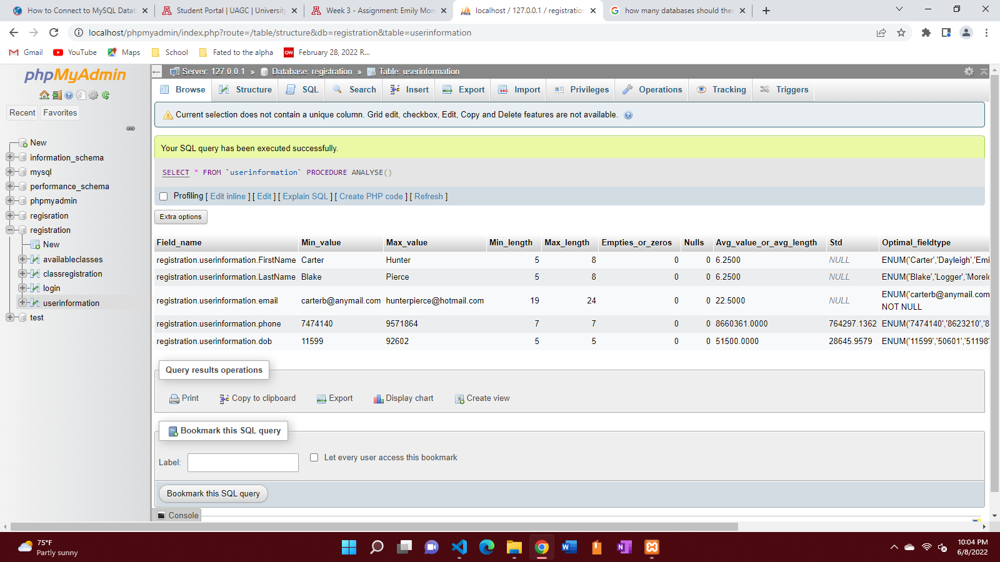 How to Connect to MySQL Datab
Student Portal | UAGC | University
Week 3 - Assignment: Emily More
localhost / 127.0.0.1 / registration
how many databases should ther
localhost/phpmyadmin/index.php?route=/table/structure&db=registration&table=userinformation
Gmail
YouTube
Maps
School
Fated to the alpha
CNN
February 28, 2022 R...
phpMyAdmin
Recent
Favorites
New
information_schema
mysql
performance_schema
phpmyadmin
regisration
registration
New
availableclasses
classregistration
login
userinformation
test
Server: 127.0.0.1 » Database: registration » Table: userinformation
Browse Structure SQL Search Insert Export Import Privileges Operations Tracking Triggers
Current selection does not contain a unique column. Grid edit, checkbox, Edit, Copy and Delete features are not available.
Your SQL query has been executed successfully.
SELECT * FROM `userinformation` PROCEDURE ANALYSE()
Profiling [ Edit inline ] [ Edit ] [ Explain SQL ] [ Create PHP code ] [ Refresh ]
Extra options
Field_name Min_value Max_value Min_length Max_length Empties_or_zeros Nulls Avg_value_or_avg_length Std Optimal_fieldtype
registration.userinformation.FirstName Carter Hunter 5 8 0 0 6.2500 NULL ENUM('Carter','Dayleigh','Emi
registration.userinformation.LastName Blake Pierce 5 8 0 0 6.2500 NULL ENUM('Blake','Logger','Morelo
registration.userinformation.email carterb@anymail.com hunterpierce@hotmail.com 19 24 0 0 22.5000 NULL ENUM('carterb@anymail.com
NOT NULL
registration.userinformation.phone 7474140 9571864 7 7 0 0 8660361.0000 764297.1362 ENUM('7474140','8623210','8
registration.userinformation.dob 11599 92602 5 5 0 0 51500.0000 28645.9579 ENUM('11599','50601','51198'
Query results operations
Print Copy to clipboard Export Display chart Create view
Bookmark this SQL query
Label:
Let every user access this bookmark
Bookmark this SQL query
Console
75°F
Partly sunny
10:04 PM
6/8/2022